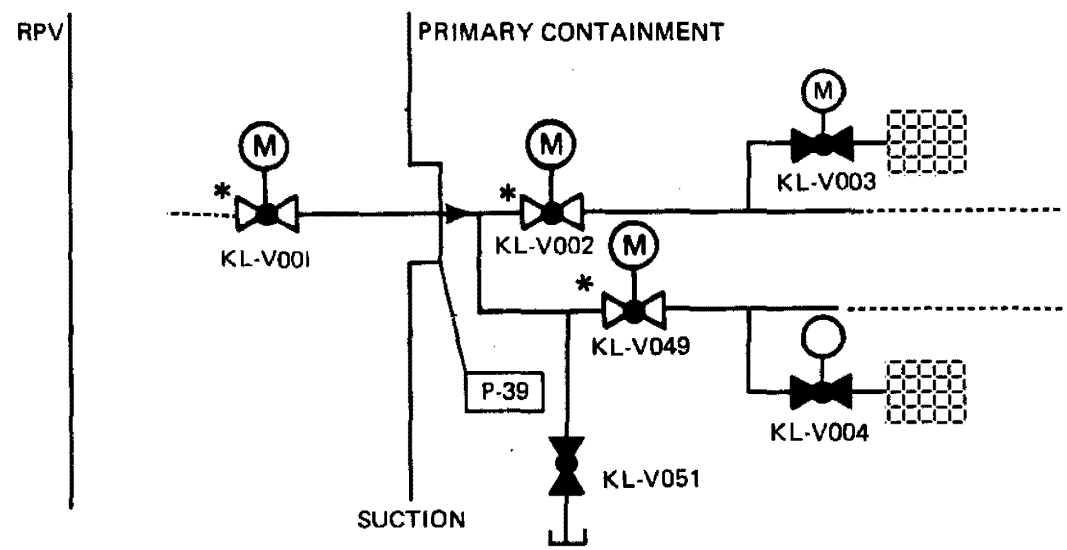 RPV
PRIMARY CONTAINMENT
M
KL-V003
* M
KL-V001
* M
KL-V002
* M
KL-V049
P-39
KL-V004
KL-V051
SUCTION